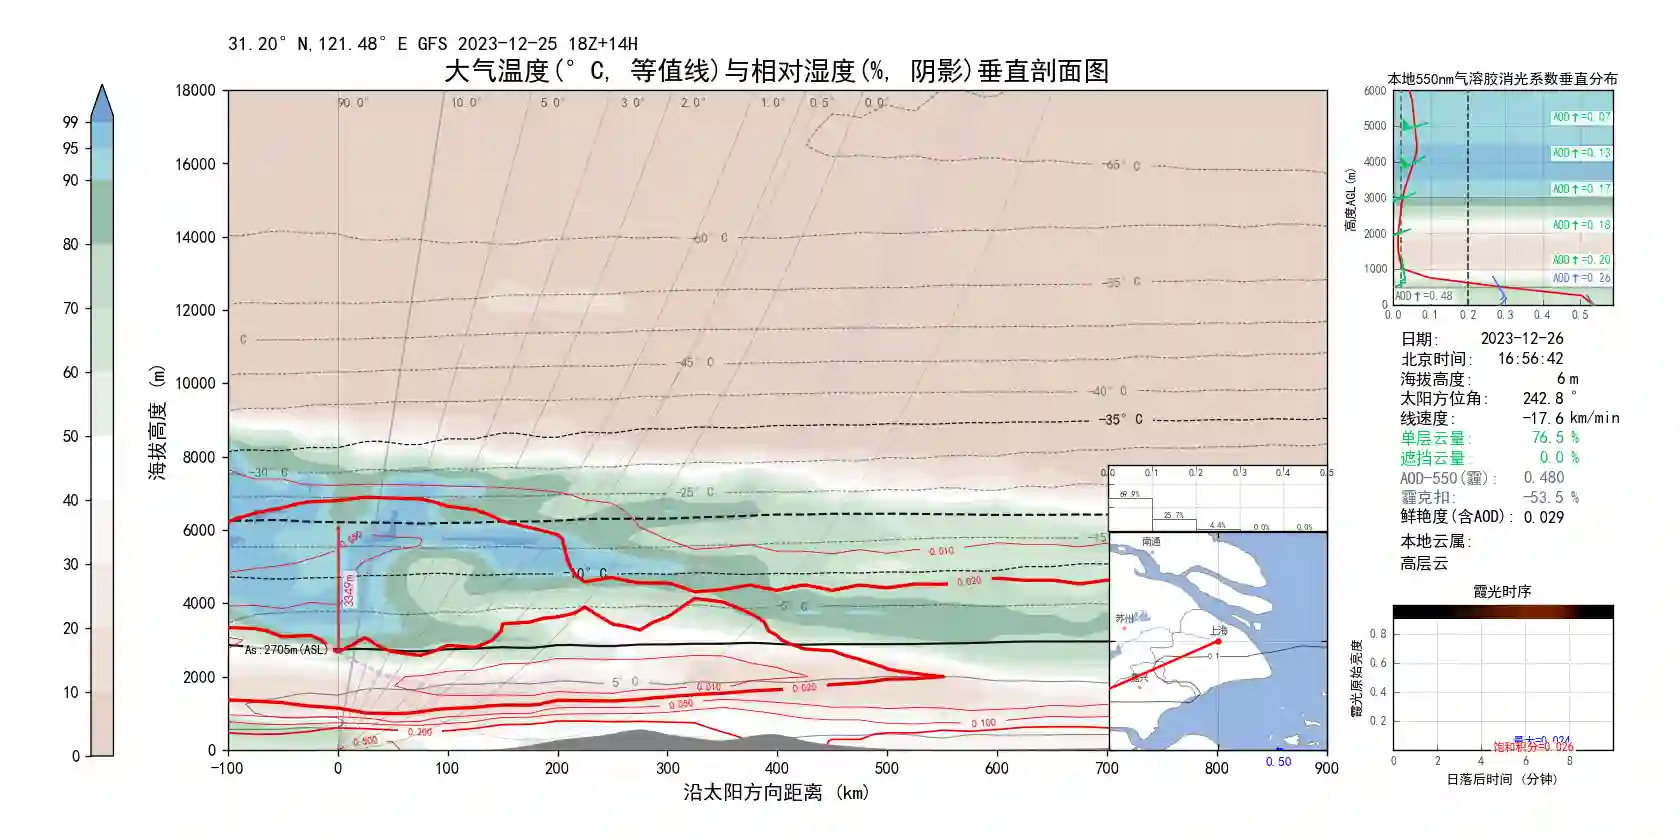 31.20°N,121.48°E GFS 2023-12-25 18Z+14H
大气温度(°C, 等值线)与相对湿度(%, 阴影)垂直剖面图
99
95
90
80
70
60
50
40
30
20
10
0
海拔高度 (m)
18000
16000
14000
12000
10000
8000
6000
4000
2000
0
90.0°
10.0°
5.0°
3.0°
2.0°
1.0°
0.5°
0.0°
-65°C
-60°C
-55°C
C
-45°C
-40°C
-35°C
-30°C
-25°C
-15
-10°C
-5°C
5°C
0.010
0.020
0.050
3349m
As:2705m(ASL)
0.010
0.020
0.050
0.200
0.100
0.500
-100
0
100
200
300
400
500
600
700
800
900
沿太阳方向距离 (km)
0.0
0.1
0.2
0.3
0.4
0.5
69.9%
25.7%
4.4%
0.0%
0.0%
南通
苏州
上海
嘉兴
0.1
0.50
本地550nm气溶胶消光系数垂直分布
高度AGL(m)
6000
5000
4000
3000
2000
1000
0
AOD↑=0.07
AOD↑=0.13
AOD↑=0.17
AOD↑=0.18
AOD↑=0.20
AOD↑=0.26
AOD↑=0.48
0.0
0.1
0.2
0.3
0.4
0.5
日期: 2023-12-26
北京时间: 16:56:42
海拔高度: 6 m
太阳方位角: 242.8 °
线速度: -17.6 km/min
单层云量: 76.5 %
遮挡云量: 0.0 %
AOD-550(霾): 0.480
霾克扣: -53.5 %
鲜艳度(含AOD): 0.029
本地云属:
高层云
霞光时序
霞光原始亮度
0.8
0.6
0.4
0.2
最大=0.024
饱和积分=0.026
0
2
4
6
8
日落后时间 (分钟)